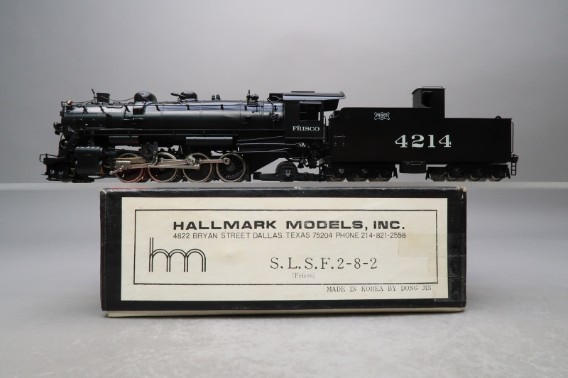 FRISCO
4214
HALLMARK MODELS, INC.
4822 BRYAN STREET DALLAS, TEXAS 75204 PHONE 214-821-2558
hm
S.L.S.F. 2-8-2
(Frisco)
MADE IN KOREA BY DONG JIN